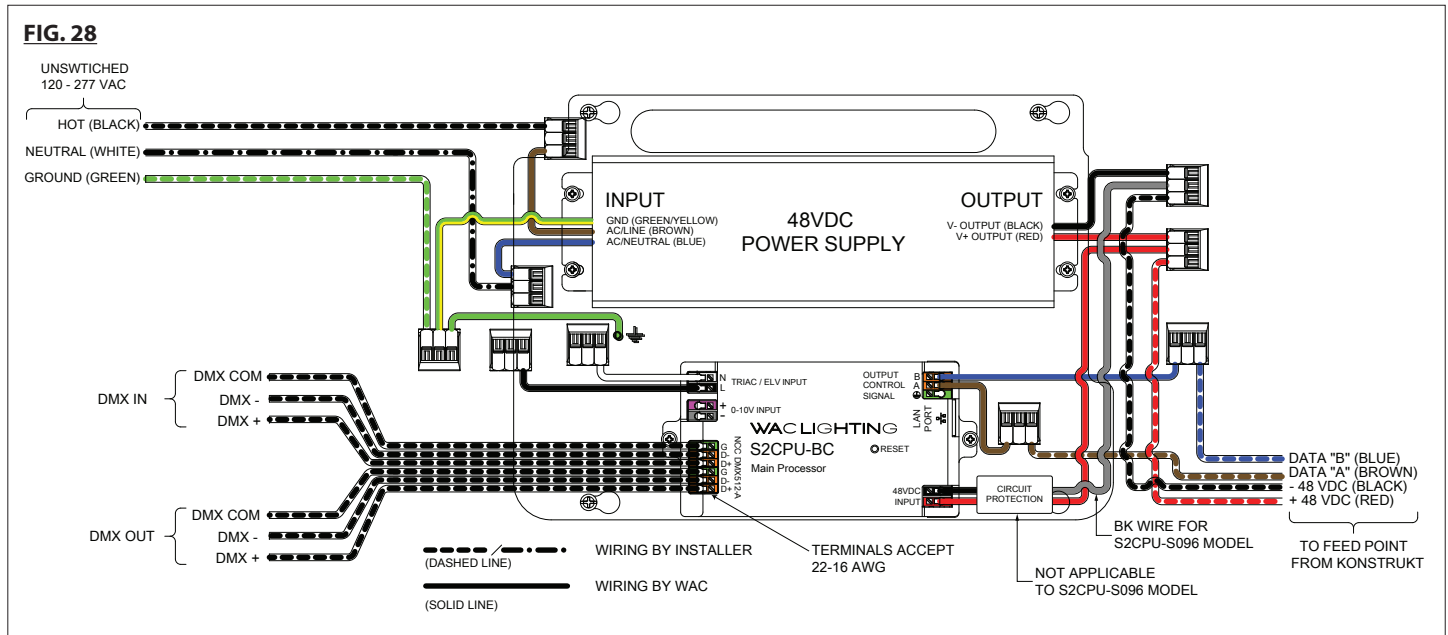 FIG. 28
UNSWTICHED
120 - 277 VAC
HOT (BLACK)
NEUTRAL (WHITE)
GROUND (GREEN)
INPUT
GND (GREEN/YELLOW)
AC/LINE (BROWN)
AC/NEUTRAL (BLUE)
48VDC
POWER SUPPLY
OUTPUT
V- OUTPUT (BLACK)
V+ OUTPUT (RED)
DMX IN
DMX COM
DMX -
DMX +
DMX OUT
DMX COM
DMX -
DMX +
N
L
TRIAC / ELV INPUT
+
-
0-10V INPUT
G
D-
D+
G
D-
D+
NCC DMX512-A
WAC LIGHTING
S2CPU-BC
Main Processor
RESET
OUTPUT
CONTROL
SIGNAL
B
A
LAN
PORT
48VDC
INPUT
CIRCUIT
PROTECTION
DATA "B" (BLUE)
DATA "A" (BROWN)
- 48 VDC (BLACK)
+ 48 VDC (RED)
TO FEED POINT
FROM KONSTRUKT
BK WIRE FOR
S2CPU-S096 MODEL
NOT APPLICABLE
TO S2CPU-S096 MODEL
TERMINALS ACCEPT
22-16 AWG
WIRING BY INSTALLER
(DASHED LINE)
WIRING BY WAC
(SOLID LINE)